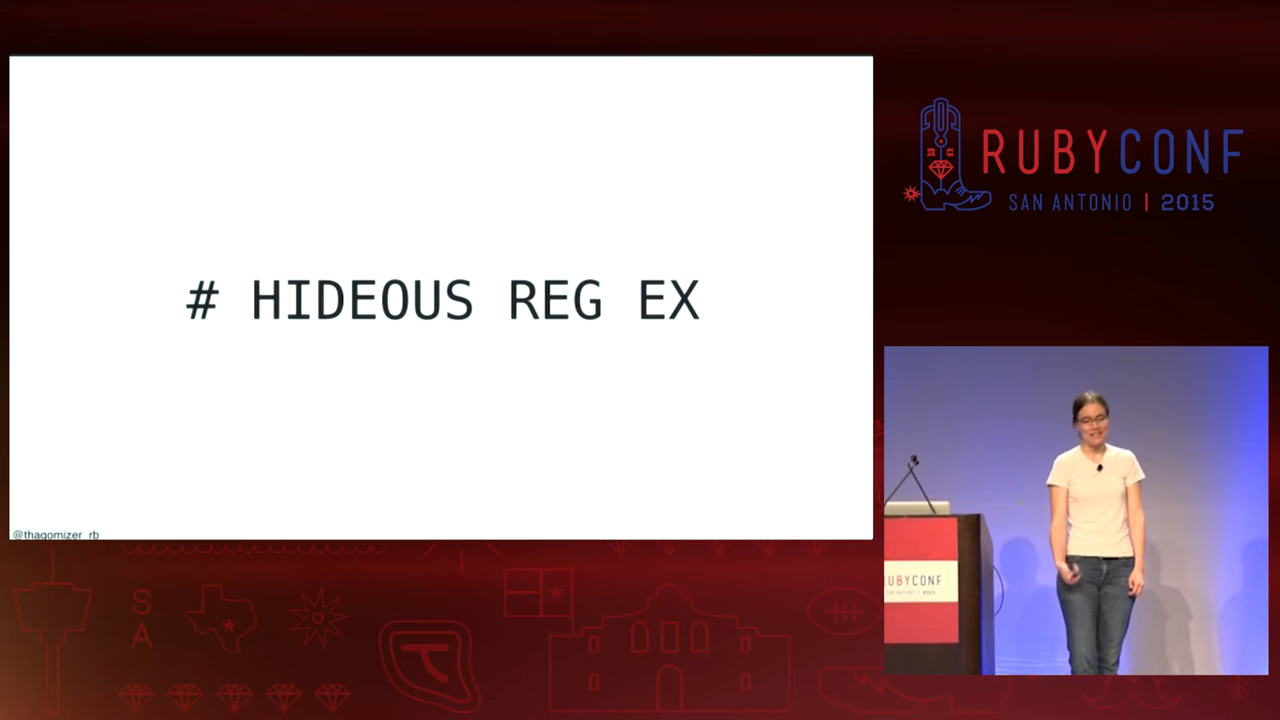 # HIDEOUS REG EX
@thagomizer_rb
RUBYCONF
SAN ANTONIO | 2015
RUBYCONF
S
A